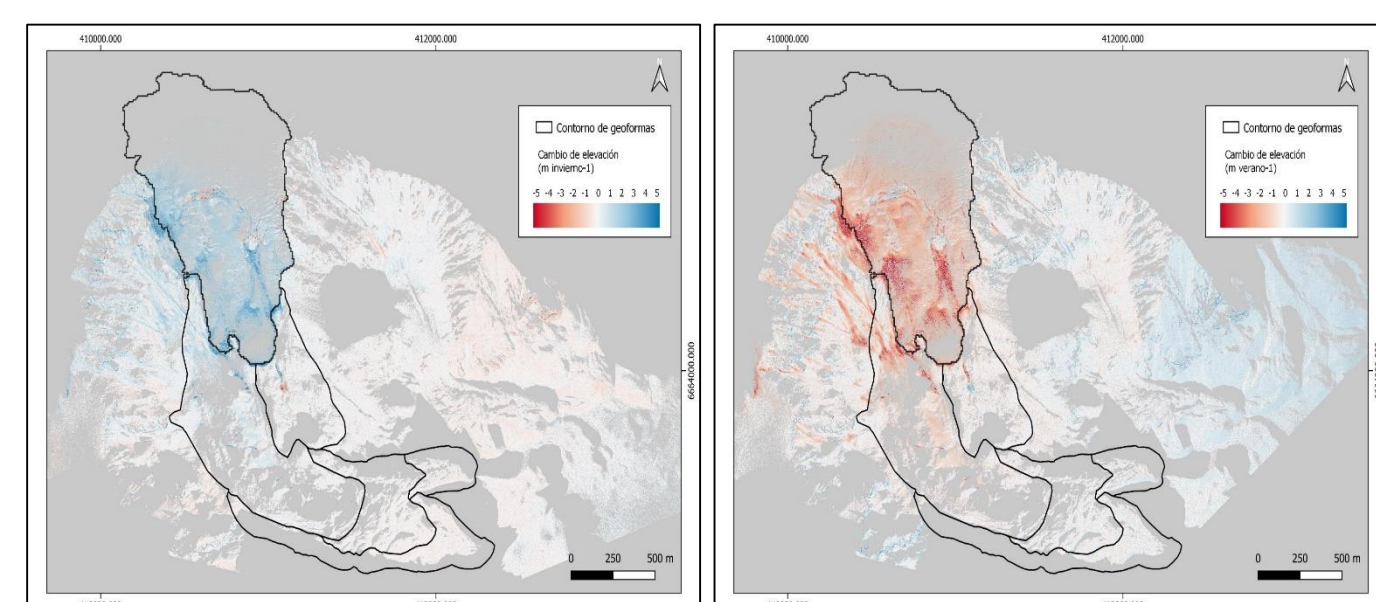 410000.000 412000.000
N
Contorno de geoformas
Cambio de elevación
(m invierno-1)
-5 -4 -3 -2 -1 0 1 2 3 4 5
6664000.000
0 250 500 m
410000.000 412000.000
Contorno de geoformas
Cambio de elevación
(m verano-1)
-5 -4 -3 -2 -1 0 1 2 3 4 5
0 250 500 m